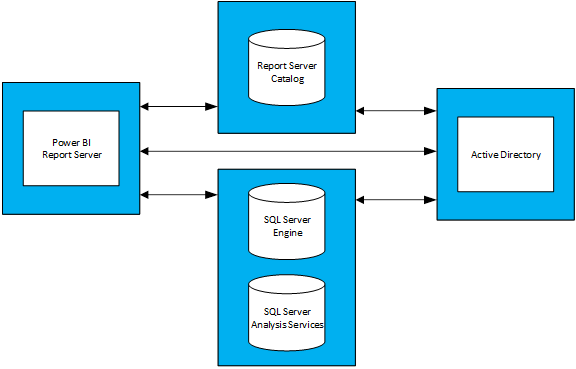 Report Server
Catalog
Power BI
Report Server
Active Directory
SQL Server
Engine
SQL Server
Analysis Services